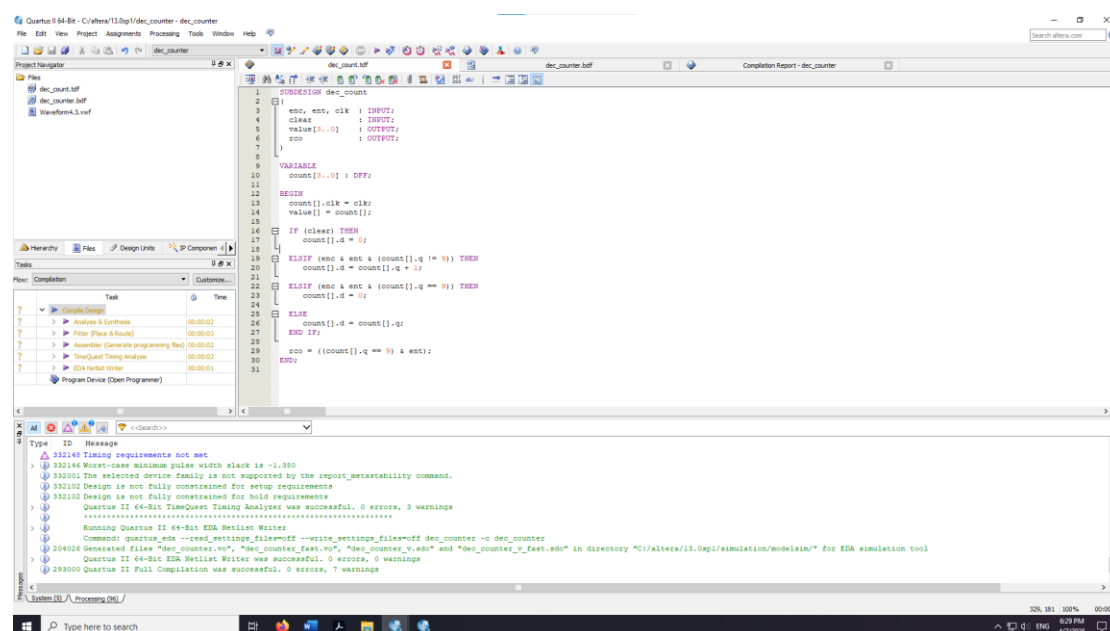 Quartus II 64-Bit - C:/altera/13.0sp1/dec_counter - dec_counter
File Edit View Project Assignments Processing Tools Window Help
Search altera.com
dec_counter
Project Navigator
Files
dec_count.tdf
dec_counter.bdf
Waveform4.3.vwf
Hierarchy Files Design Units IP Componen
Tasks
Flow: Compilation Customize...
Task Time
? Compile Design
? Analysis & Synthesis 00:00:02
? Fitter (Place & Route) 00:00:03
? Assembler (Generate programming files) 00:00:02
? TimeQuest Timing Analysis 00:00:02
? EDA Netlist Writer 00:00:01
Program Device (Open Programmer)
dec_count.tdf dec_counter.bdf Compilation Report - dec_counter
1 SUBDESIGN dec_count
2 (
3 enc, ent, clk : INPUT;
4 clear : INPUT;
5 value[3..0] : OUTPUT;
6 rco : OUTPUT;
7 )
8
9 VARIABLE
10 count[3..0] : DFF;
11
12 BEGIN
13 count[].clk = clk;
14 value[] = count[];
15
16 IF (clear) THEN
17 count[].d = 0;
18
19 ELSIF (enc & ent & (count[].q != 9)) THEN
20 count[].d = count[].q + 1;
21
22 ELSIF (enc & ent & (count[].q == 9)) THEN
23 count[].d = 0;
24
25 ELSE
26 count[].d = count[].q;
27 END IF;
28
29 rco = ((count[].q == 9) & ent);
30 END;
31
All <<Search>>
Type ID Message
332148 Timing requirements not met
332146 Worst-case minimum pulse width slack is -1.380
332001 The selected device family is not supported by the report_metastability command.
332102 Design is not fully constrained for setup requirements
332102 Design is not fully constrained for hold requirements
Quartus II 64-Bit TimeQuest Timing Analyzer was successful. 0 errors, 3 warnings
Running Quartus II 64-Bit EDA Netlist Writer
Command: quartus_eda --read_settings_files=off --write_settings_files=off dec_counter -c dec_counter
204026 Generated files "dec_counter.vo", "dec_counter_fast.vo", "dec_counter_v.sdo" and "dec_counter_v_fast.sdo" in directory "C:/altera/13.0sp1/simulation/modelsim/" for EDA simulation tool
Quartus II 64-Bit EDA Netlist Writer was successful. 0 errors, 0 warnings
293000 Quartus II Full Compilation was successful. 0 errors, 7 warnings
Messages
System (3) Processing (96)
329, 181 100% 00:00
Type here to search
ENG 6:29 PM